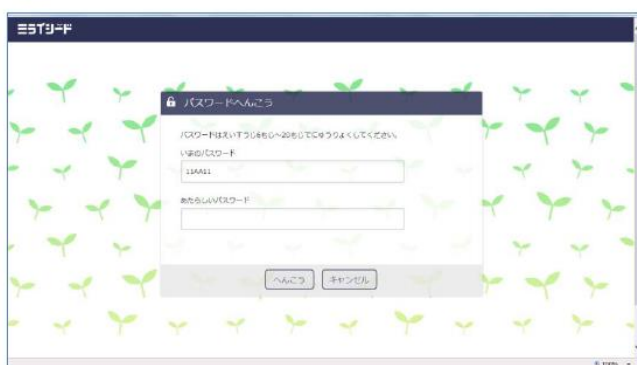 ミライシード
パスワードへんこう
パスワードはえいすうじ6もじ～20もじでにゅうりょくしてください。
いまのパスワード
11AA11
あたらしいパスワード
へんこう キャンセル
100%